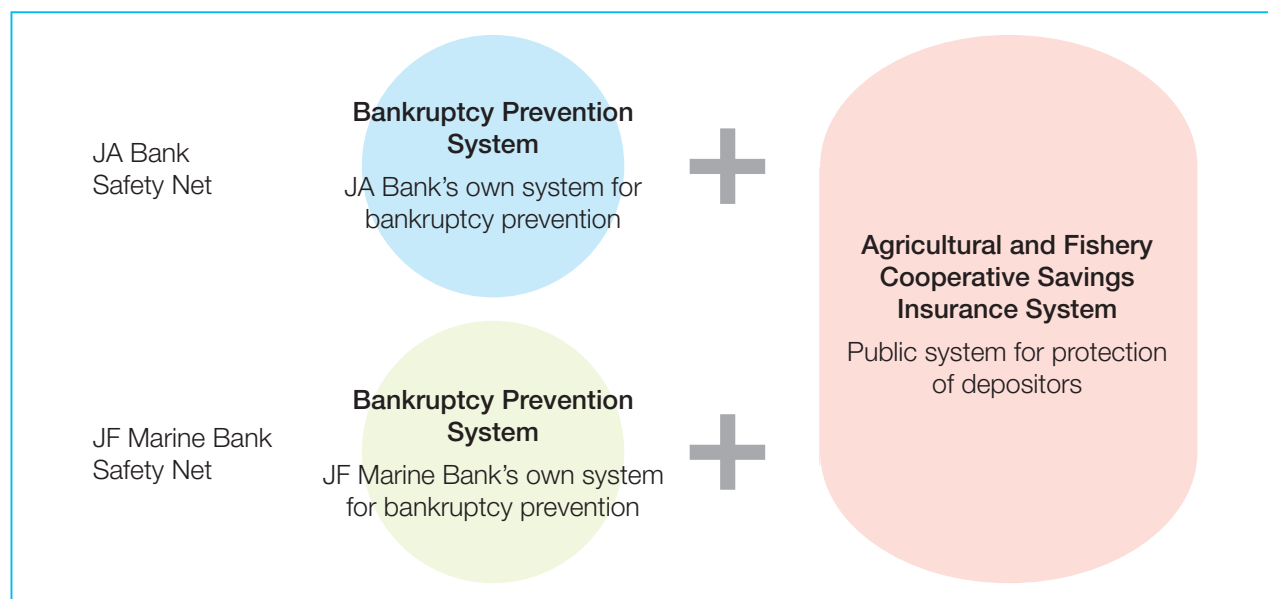 JA Bank
Safety Net
Bankruptcy Prevention
System
JA Bank’s own system for
bankruptcy prevention
JF Marine Bank
Safety Net
Bankruptcy Prevention
System
JF Marine Bank’s own system
for bankruptcy prevention
Agricultural and Fishery
Cooperative Savings
Insurance System
Public system for protection
of depositors